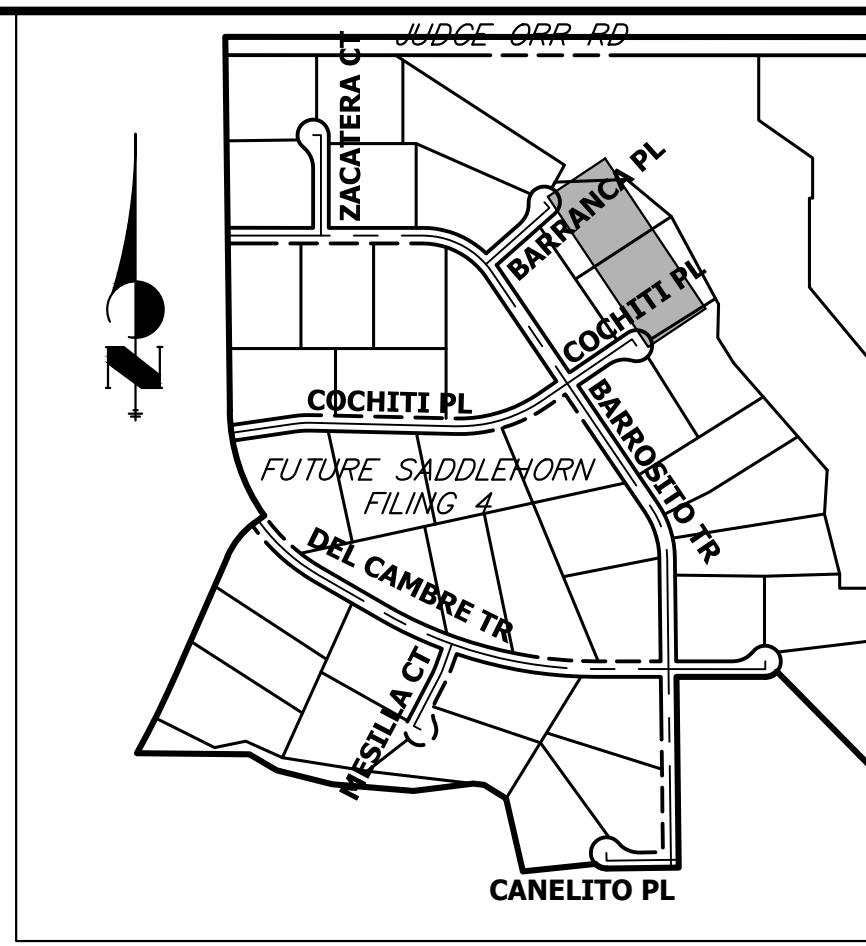 JUDGE ORR RD
ZACATERA CT
BARRANCA PL
COCHITI PL
N
COCHITI PL
BARROSITO TR
FUTURE SADDLEHORN
FILING 4
DEL CAMBRE TR
MESILLA CT
CANELITO PL